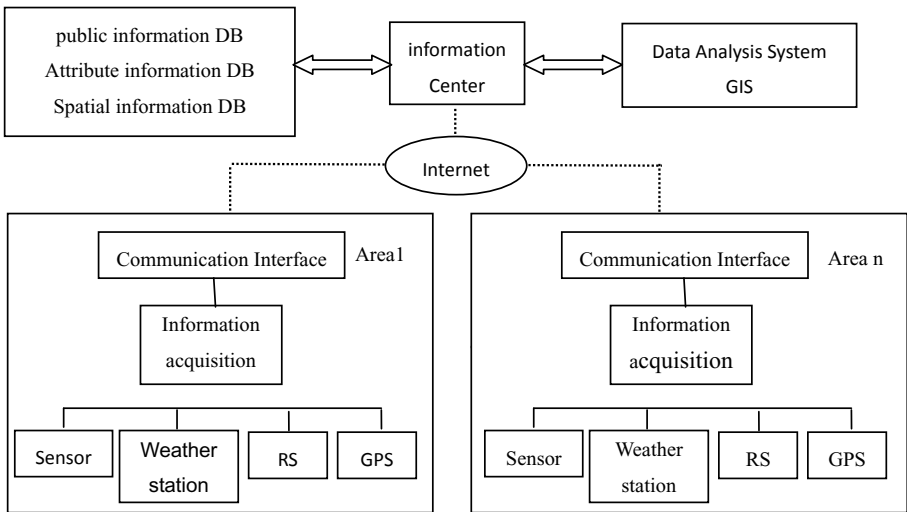 public information DB
Attribute information DB
Spatial information DB
information
Center
Data Analysis System
GIS
Internet
Communication Interface
Area1
Information
acquisition
Sensor
Weather
station
RS
GPS
Communication Interface
Area n
Information
acquisition
Sensor
Weather
station
RS
GPS